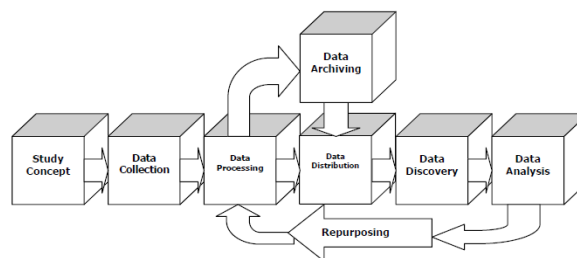 Data
Archiving
Study
Concept
Data
Collection
Data
Processing
Data
Distribution
Data
Discovery
Data
Analysis
Repurposing